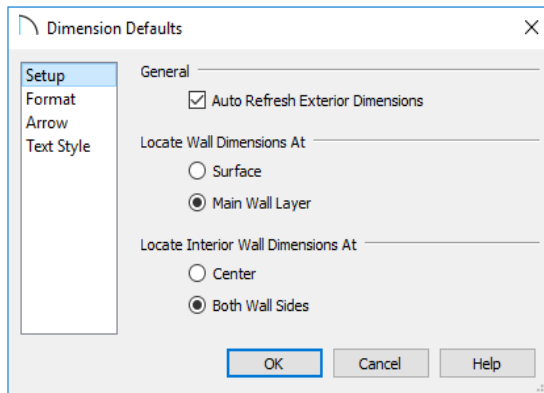 Dimension Defaults
Setup
Format
Arrow
Text Style
General
Auto Refresh Exterior Dimensions
Locate Wall Dimensions At
Surface
Main Wall Layer
Locate Interior Wall Dimensions At
Center
Both Wall Sides
OK
Cancel
Help